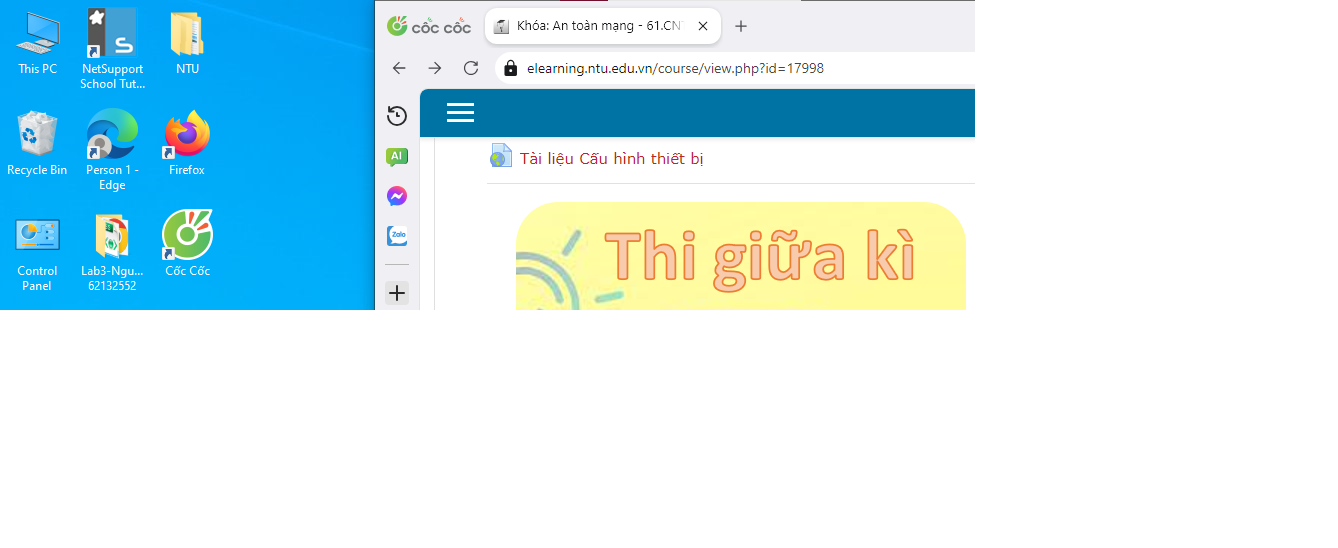 This PC
NetSupport
School Tut...
NTU
Recycle Bin
Person 1 -
Edge
Firefox
Control
Panel
Lab3-Ngu...
62132552
Cốc Cốc
cốc cốc
Khóa: An toàn mạng - 61.CNT
elearning.ntu.edu.vn/course/view.php?id=17998
AI
Zalo
Tài liệu Cấu hình thiết bị
Thi giữa kì